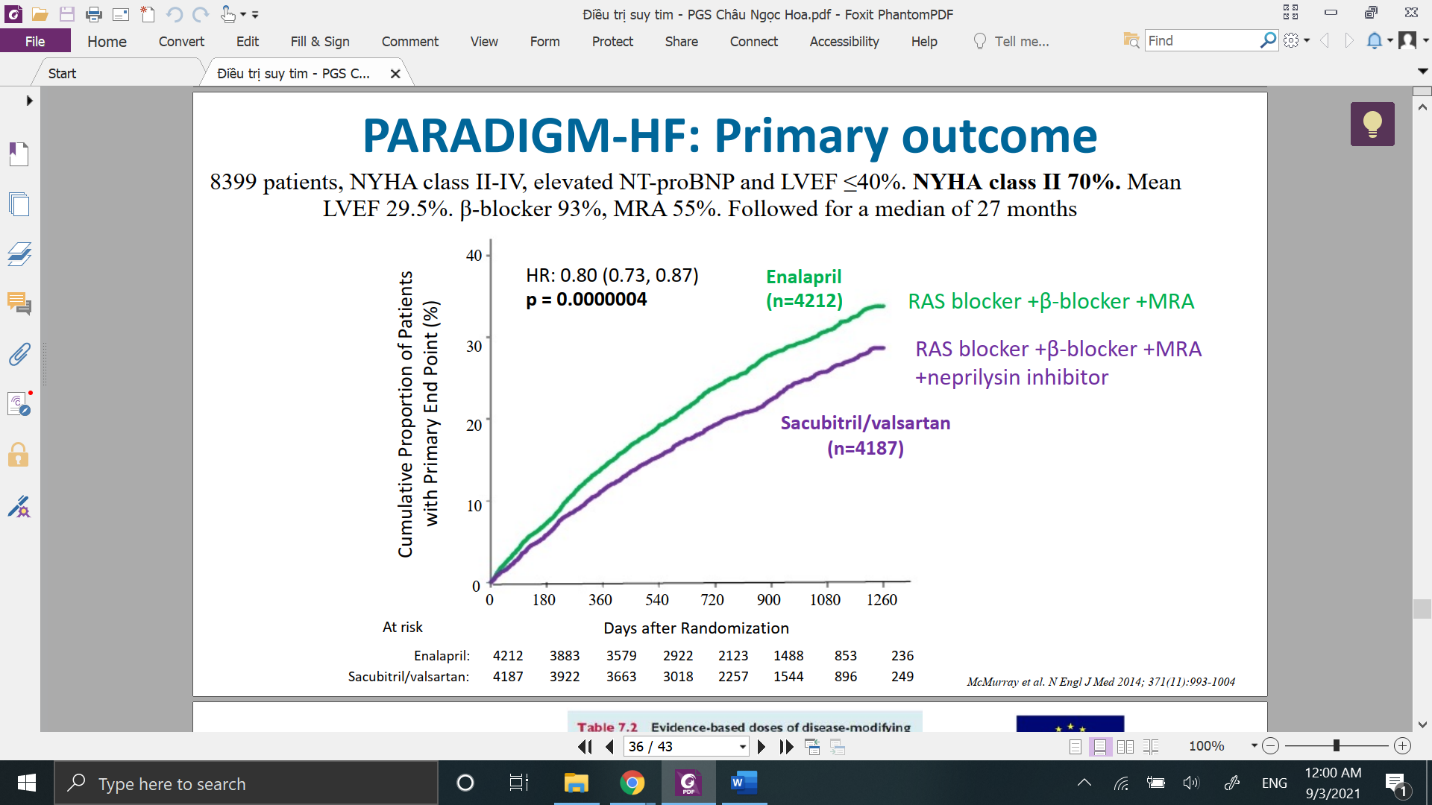 Điều trị suy tim - PGS Châu Ngọc Hoa.pdf - Foxit PhantomPDF
File Home Convert Edit Fill & Sign Comment View Form Protect Share Connect Accessibility Help Tell me... Find
Start Điều trị suy tim - PGS C...
PARADIGM-HF: Primary outcome
8399 patients, NYHA class II-IV, elevated NT-proBNP and LVEF ≤40%. NYHA class II 70%. Mean
LVEF 29.5%. β-blocker 93%, MRA 55%. Followed for a median of 27 months
Cumulative Proportion of Patients
with Primary End Point (%)
40
30
20
10
0
HR: 0.80 (0.73, 0.87)
p = 0.0000004
Enalapril
(n=4212)
RAS blocker +β-blocker +MRA
RAS blocker +β-blocker +MRA
+neprilysin inhibitor
Sacubitril/valsartan
(n=4187)
0 180 360 540 720 900 1080 1260
At risk
Days after Randomization
Enalapril: 4212 3883 3579 2922 2123 1488 853 236
Sacubitril/valsartan: 4187 3922 3663 3018 2257 1544 896 249
McMurray et al. N Engl J Med 2014; 371(11):993-1004
Table 7.2 Evidence-based doses of disease-modifying
36 / 43
100%
Type here to search
PDF
ENG
12:00 AM
9/3/2021
1